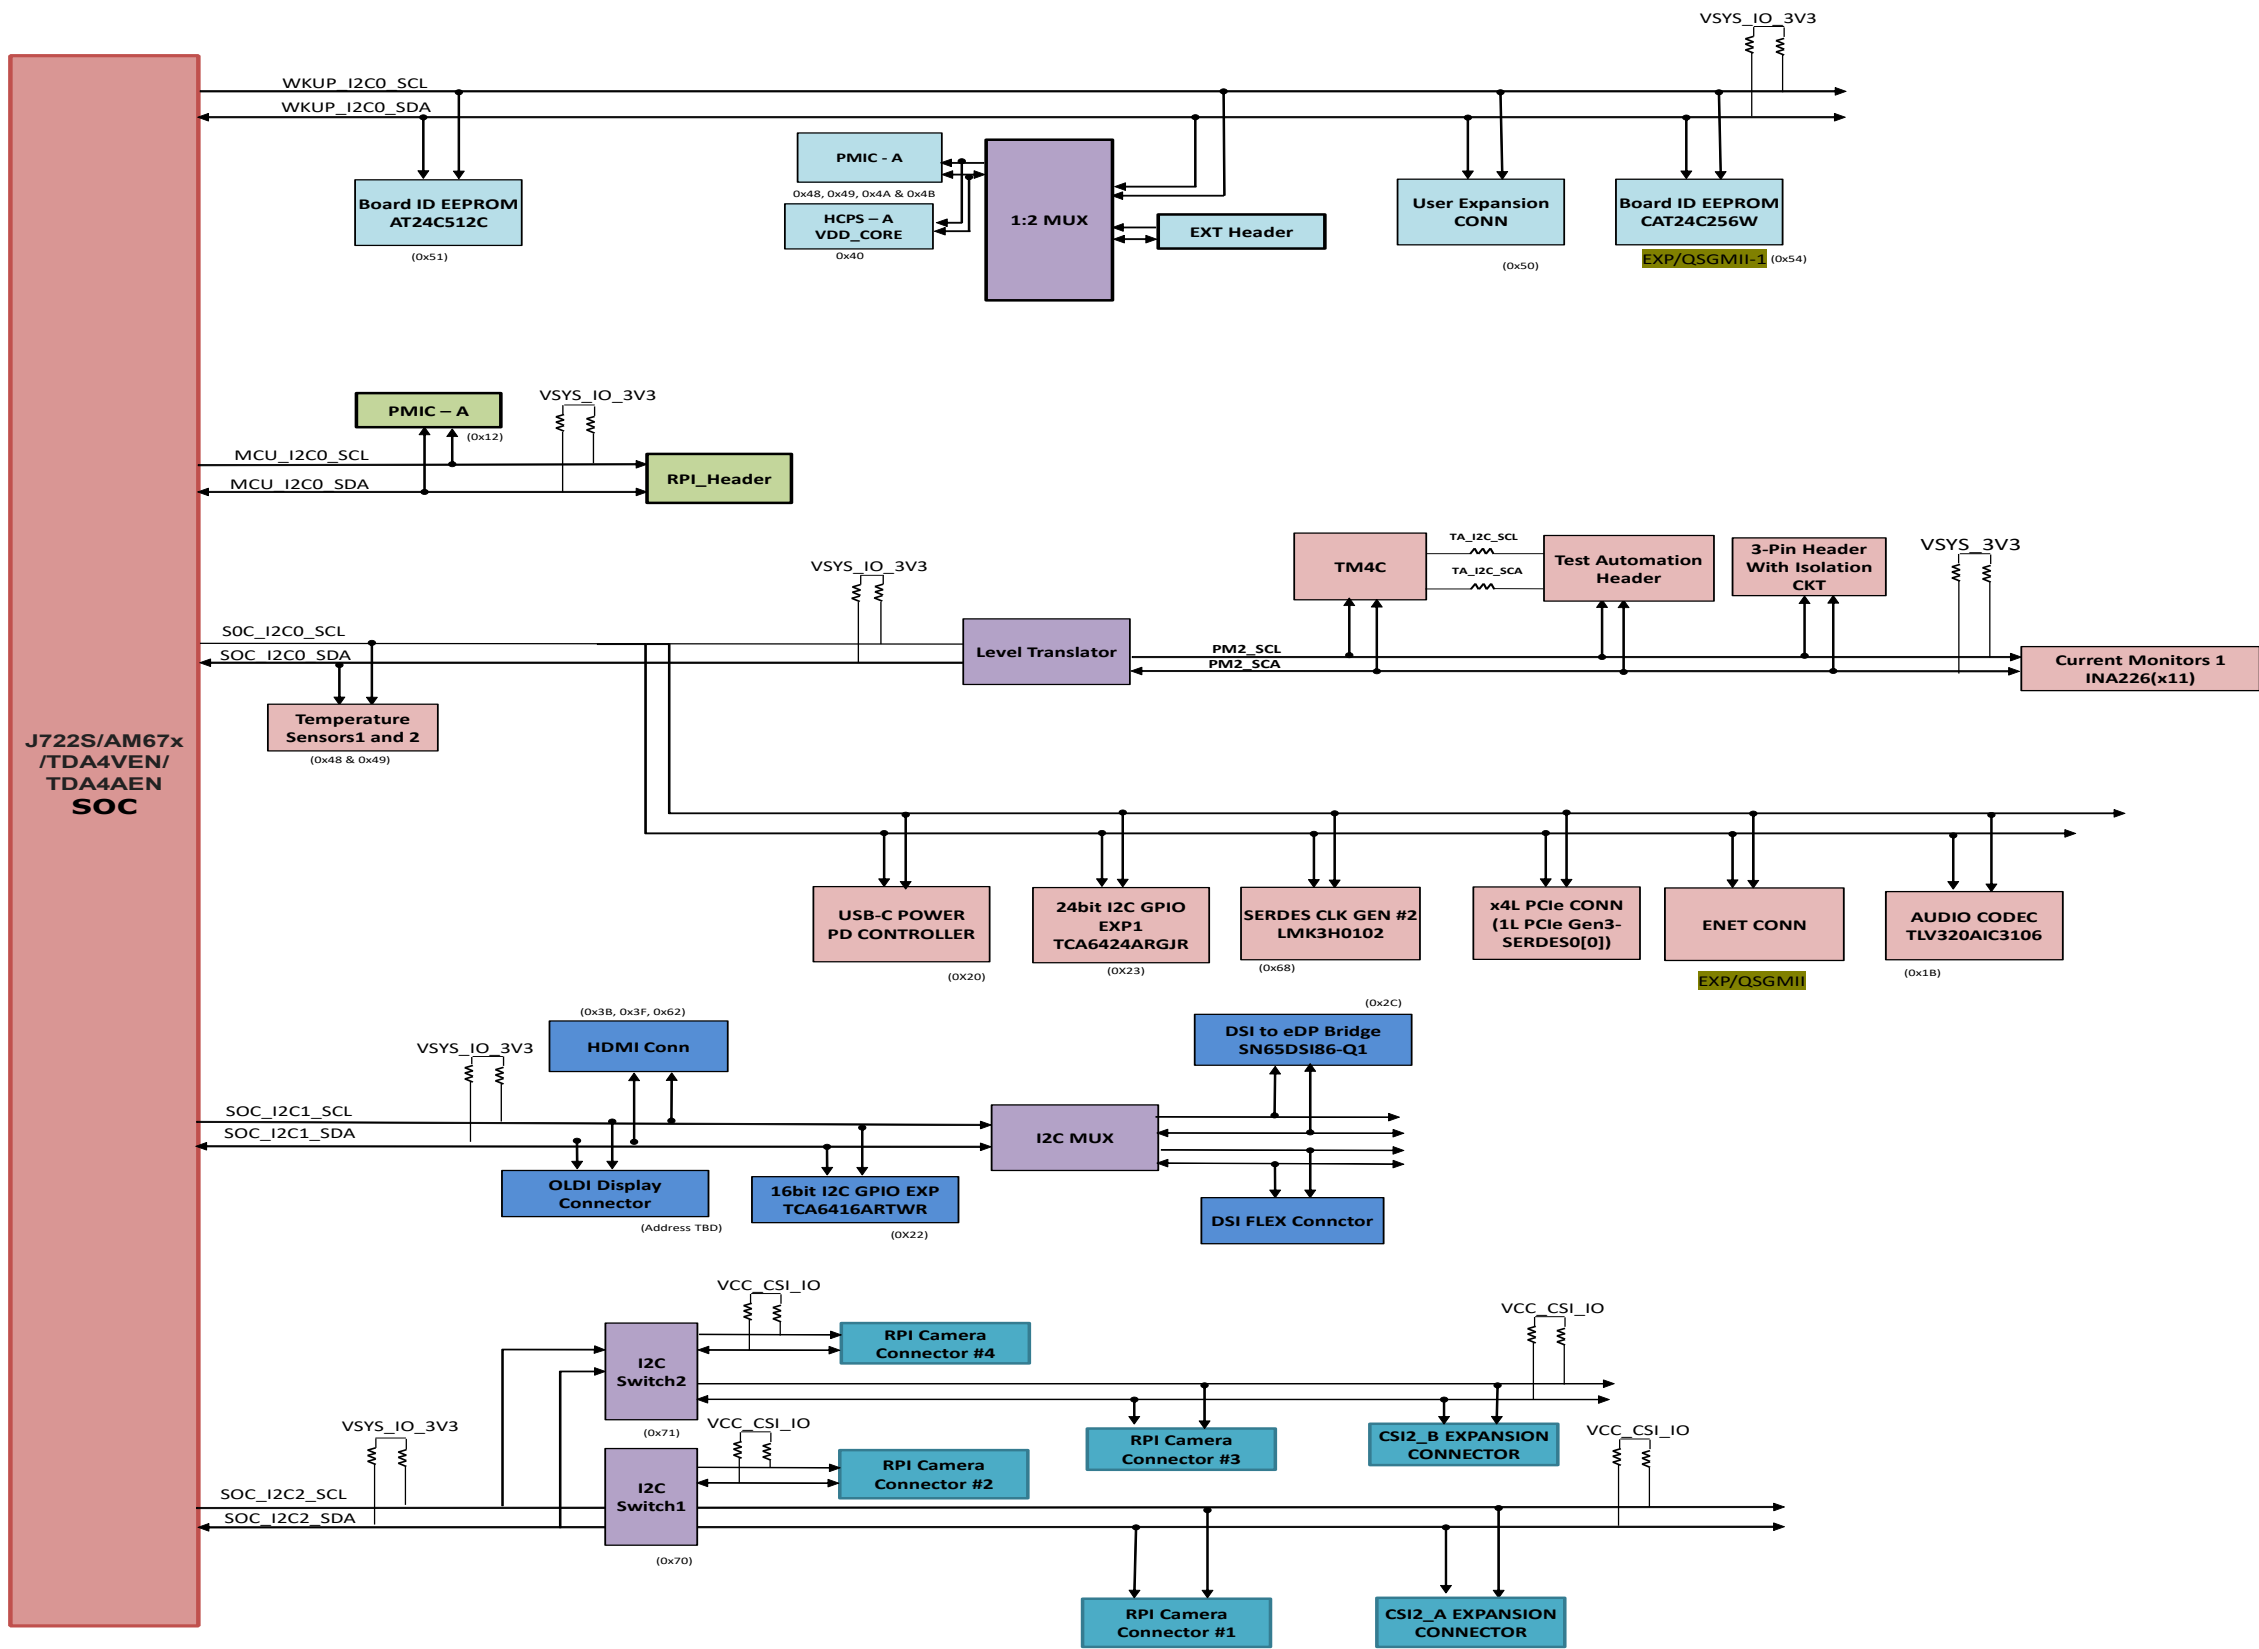 VSYS_IO_3V3
WKUP_I2C0_SCL
WKUP_I2C0_SDA
PMIC - A
0x48, 0x49, 0x4A & 0x4B
HCPS – A
VDD_CORE
0x40
1:2 MUX
EXT Header
Board ID EEPROM
AT24C512C
(0x51)
User Expansion
CONN
(0x50)
Board ID EEPROM
CAT24C256W
EXP/QSGMII-1
(0x54)
PMIC – A
(0x12)
VSYS_IO_3V3
MCU_I2C0_SCL
MCU_I2C0_SDA
RPI_Header
VSYS_IO_3V3
TM4C
TA_I2C_SCL
TA_I2C_SCA
Test Automation
Header
3-Pin Header
With Isolation
CKT
VSYS_3V3
S0C_I2C0_SCL
SOC_I2C0_SDA
Level Translator
PM2_SCL
PM2_SCA
Current Monitors 1
INA226(x11)
Temperature
Sensors1 and 2
(0x48 & 0x49)
J722S/AM67x
/TDA4VEN/
TDA4AEN
SOC
USB-C POWER
PD CONTROLLER
(0X20)
24bit I2C GPIO
EXP1
TCA6424ARGJR
(0X23)
SERDES CLK GEN #2
LMK3H0102
(0x68)
x4L PCIe CONN
(1L PCIe Gen3-
SERDES0[0])
ENET CONN
EXP/QSGMII
AUDIO CODEC
TLV320AIC3106
(0x1B)
(0x3B, 0x3F, 0x62)
HDMI Conn
VSYS_IO_3V3
(0x2C)
DSI to eDP Bridge
SN65DSI86-Q1
SOC_I2C1_SCL
SOC_I2C1_SDA
I2C MUX
OLDI Display
Connector
(Address TBD)
16bit I2C GPIO EXP
TCA6416ARTWR
(0X22)
DSI FLEX Connctor
VCC_CSI_IO
I2C
Switch2
(0x71)
RPI Camera
Connector #4
VCC_CSI_IO
RPI Camera
Connector #3
CSI2_B EXPANSION
CONNECTOR
VSYS_IO_3V3
VCC_CSI_IO
VCC_CSI_IO
SOC_I2C2_SCL
SOC_I2C2_SDA
I2C
Switch1
(0x70)
RPI Camera
Connector #2
RPI Camera
Connector #1
CSI2_A EXPANSION
CONNECTOR